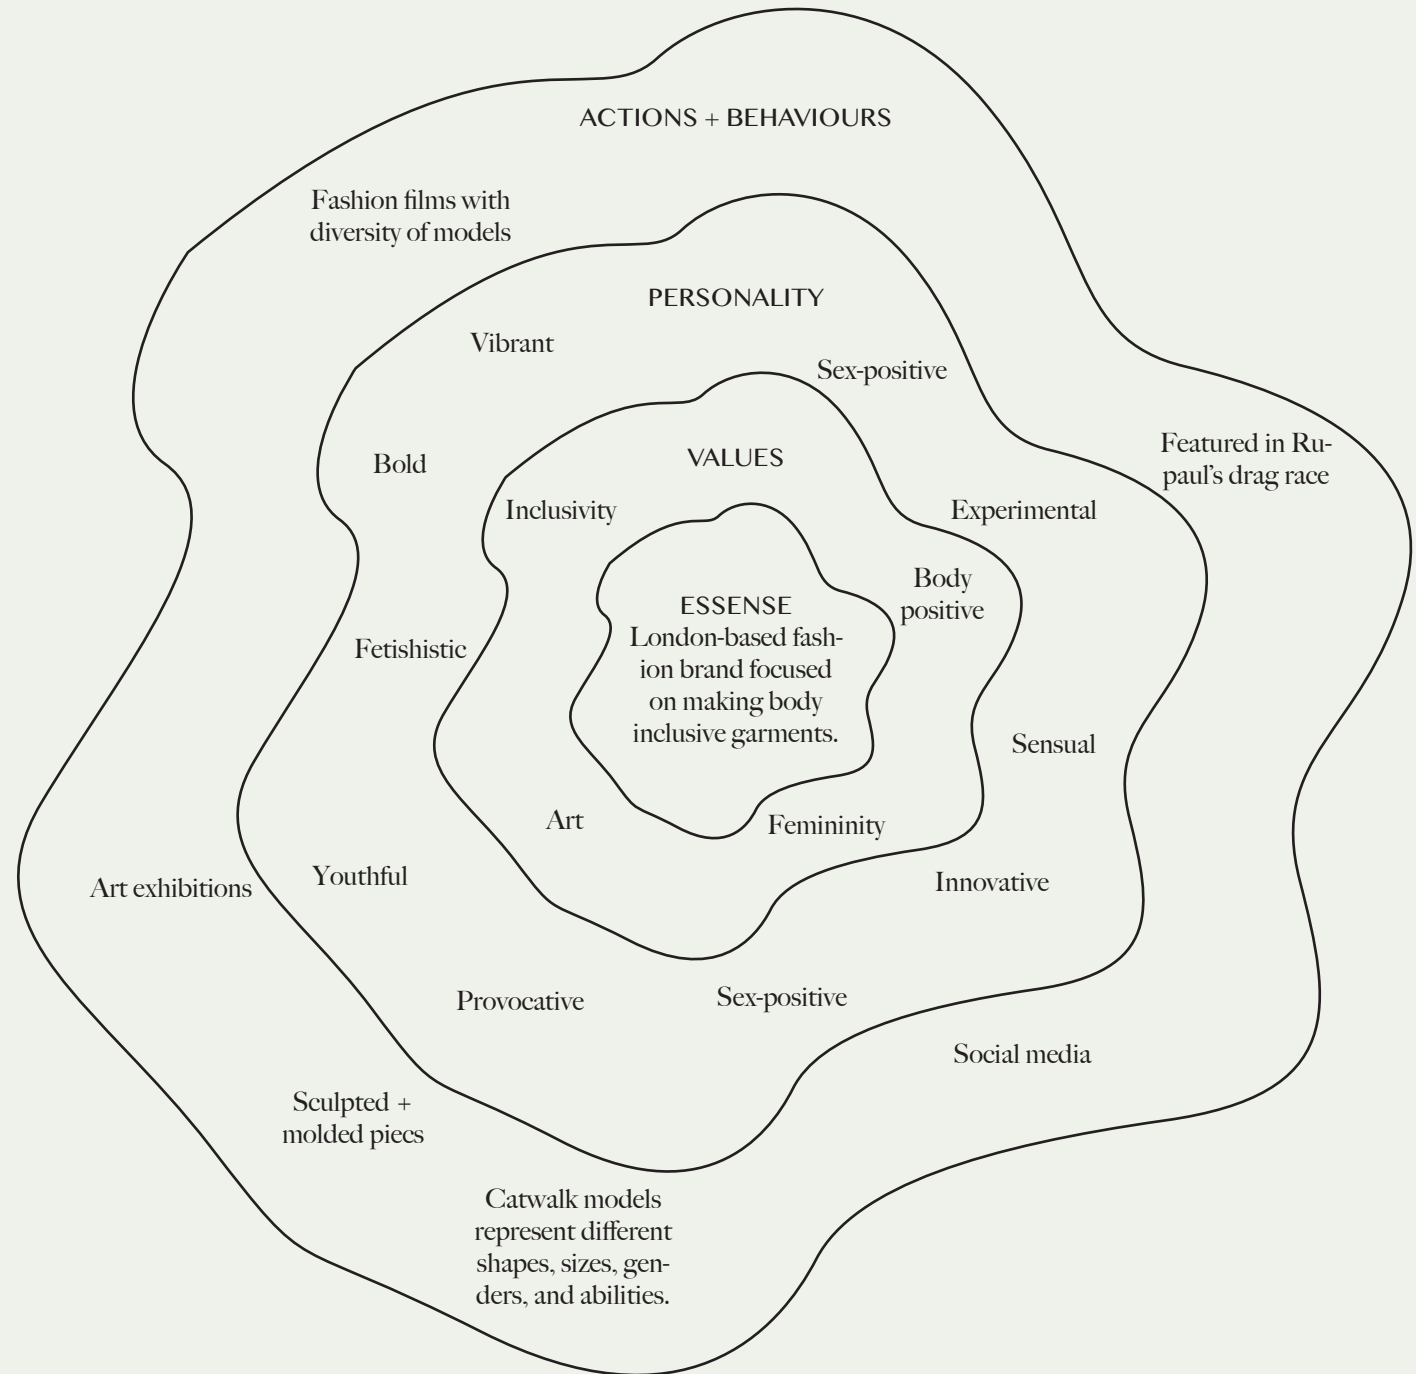 ACTIONS + BEHAVIOURS
Fashion films with
diversity of models
PERSONALITY
Vibrant
Sex-positive
Bold
VALUES
Featured in Ru-
paul's drag race
Inclusivity
Experimental
Body
positive
ESSENSE
London-based fash-
ion brand focused
on making body
inclusive garments.
Fetishistic
Sensual
Art
Femininity
Youthful
Innovative
Art exhibitions
Provocative
Sex-positive
Social media
Sculpted +
molded piecs
Catwalk models
represent different
shapes, sizes, gen-
ders, and abilities.